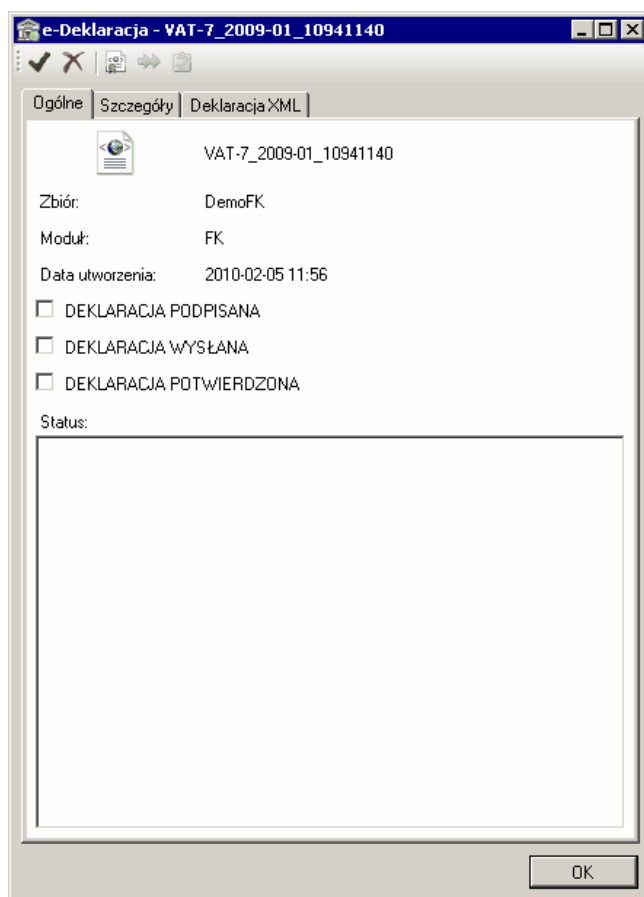 e-Deklaracja - VAT-7_2009-01_10941140
Ogólne Szczegóły Deklaracja XML
VAT-7_2009-01_10941140
Zbiór: DemoFK
Moduł: FK
Data utworzenia: 2010-02-05 11:56
DEKLARACJA PODPISANA
DEKLARACJA WYSŁANA
DEKLARACJA POTWIERDZONA
Status:
OK